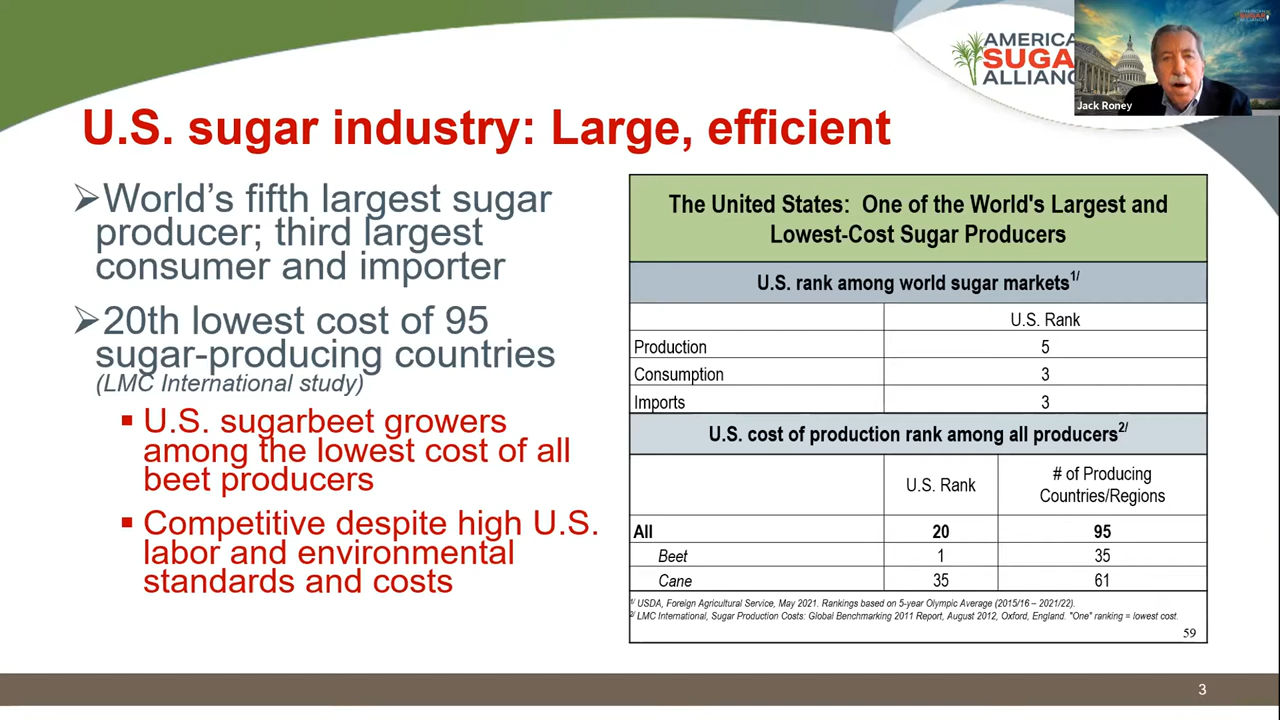 AMERICA
SUGA
ALLIANC
Jack Roney
U.S. sugar industry: Large, efficient
➢World’s fifth largest sugar
producer; third largest
consumer and importer
➢20th lowest cost of 95
sugar-producing countries
(LMC International study)
▪ U.S. sugarbeet growers
among the lowest cost of all
beet producers
▪ Competitive despite high U.S.
labor and environmental
standards and costs
The United States: One of the World's Largest and
Lowest-Cost Sugar Producers
U.S. rank among world sugar markets1/
U.S. Rank
Production 5
Consumption 3
Imports 3
U.S. cost of production rank among all producers2/
U.S. Rank # of Producing
Countries/Regions
All 20 95
Beet 1 35
Cane 35 61
1/ USDA, Foreign Agricultural Service, May 2021. Rankings based on 5-year Olympic Average (2015/16 – 2021/22).
2/ LMC International, Sugar Production Costs: Global Benchmarking 2011 Report, August 2012, Oxford, England. "One" ranking = lowest cost.
59
3